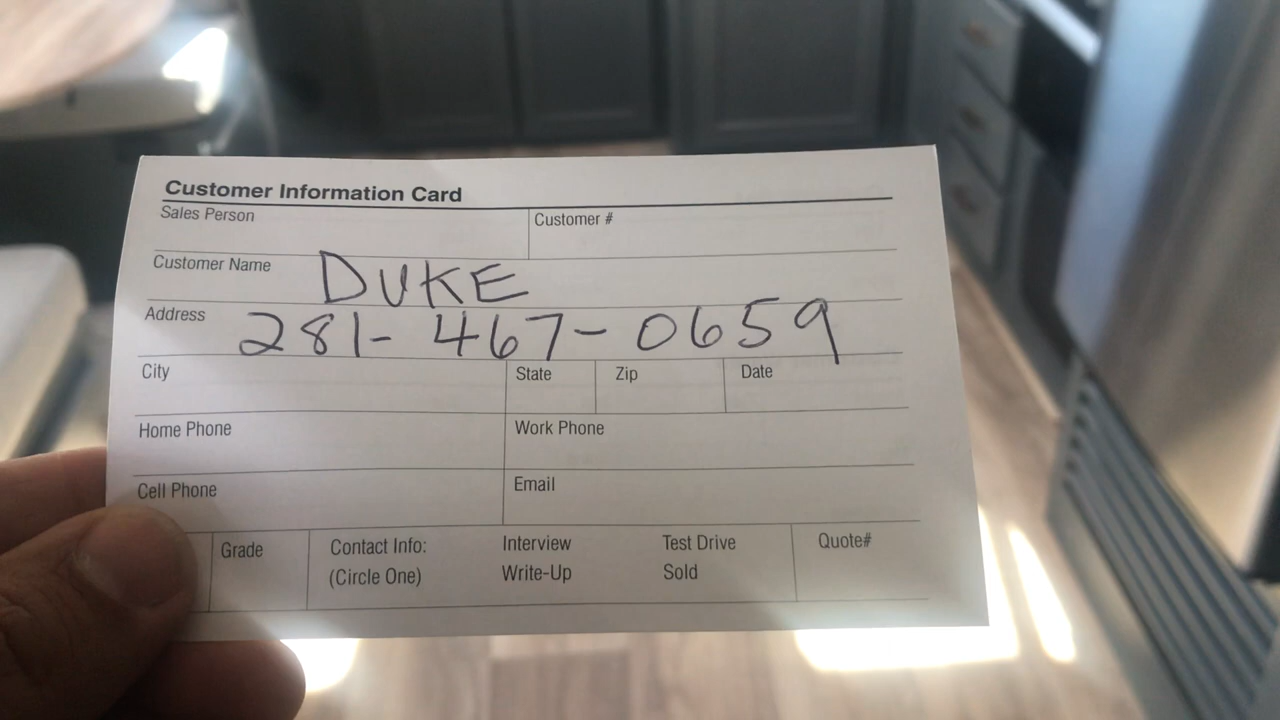 Customer Information Card
Sales Person Customer #
Customer Name DUKE
Address 281-467-0659
City State Zip Date
Home Phone Work Phone
Cell Phone Email
Grade Contact Info: Interview Test Drive Quote#
(Circle One) Write-Up Sold